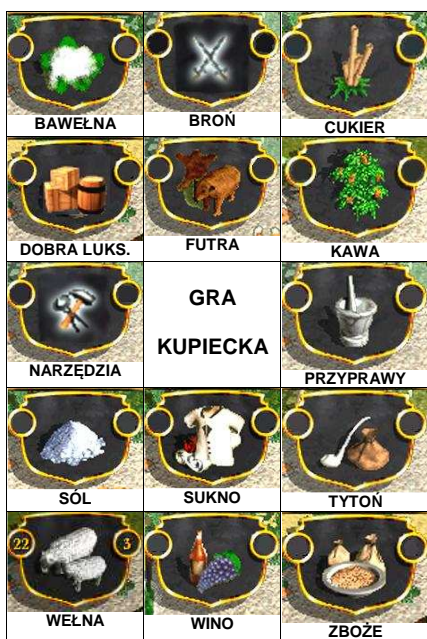 BAWEŁNA
BROŃ
CUKIER
DOBRA LUKS.
FUTRA
KAWA
NARZĘDZIA
GRA
KUPIECKA
PRZYPRAWY
SÓL
SUKNO
TYTOŃ
22
3
WEŁNA
WINO
ZBOŻE